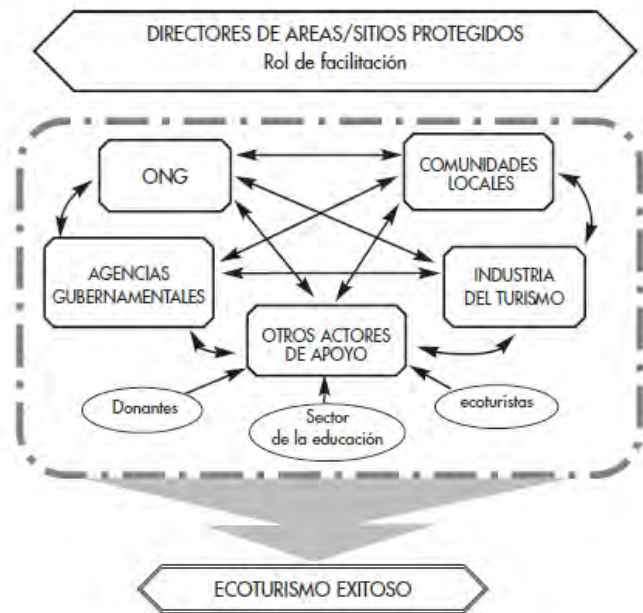 DIRECTORES DE AREAS/SITIOS PROTEGIDOS
Rol de facilitación
ONG
COMUNIDADES
LOCALES
AGENCIAS
GUBERNAMENTALES
INDUSTRIA
DEL TURISMO
OTROS ACTORES
DE APOYO
Donantes
Sector
de la educación
ecoturistas
ECOTURISMO EXITOSO